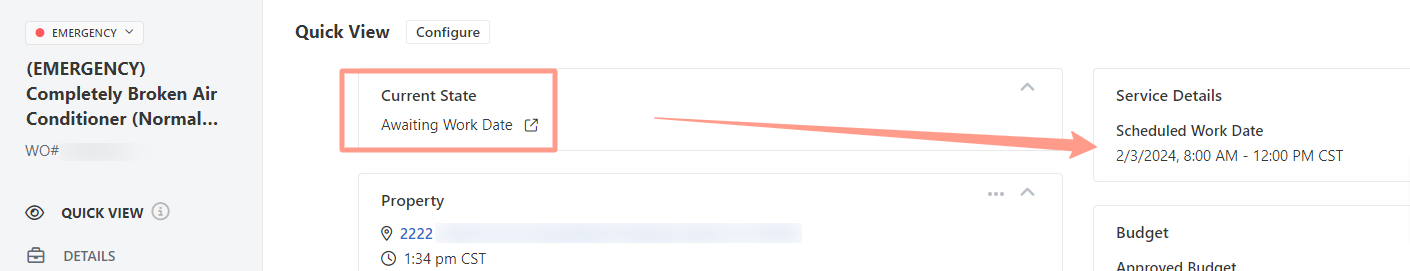 EMERGENCY
(EMERGENCY)
Completely Broken Air
Conditioner (Normal...
WO#
QUICK VIEW
DETAILS
Quick View Configure
Current State
Awaiting Work Date
Property
2222
1:34 pm CST
Service Details
Scheduled Work Date
2/3/2024, 8:00 AM - 12:00 PM CST
Budget
Approved Budget